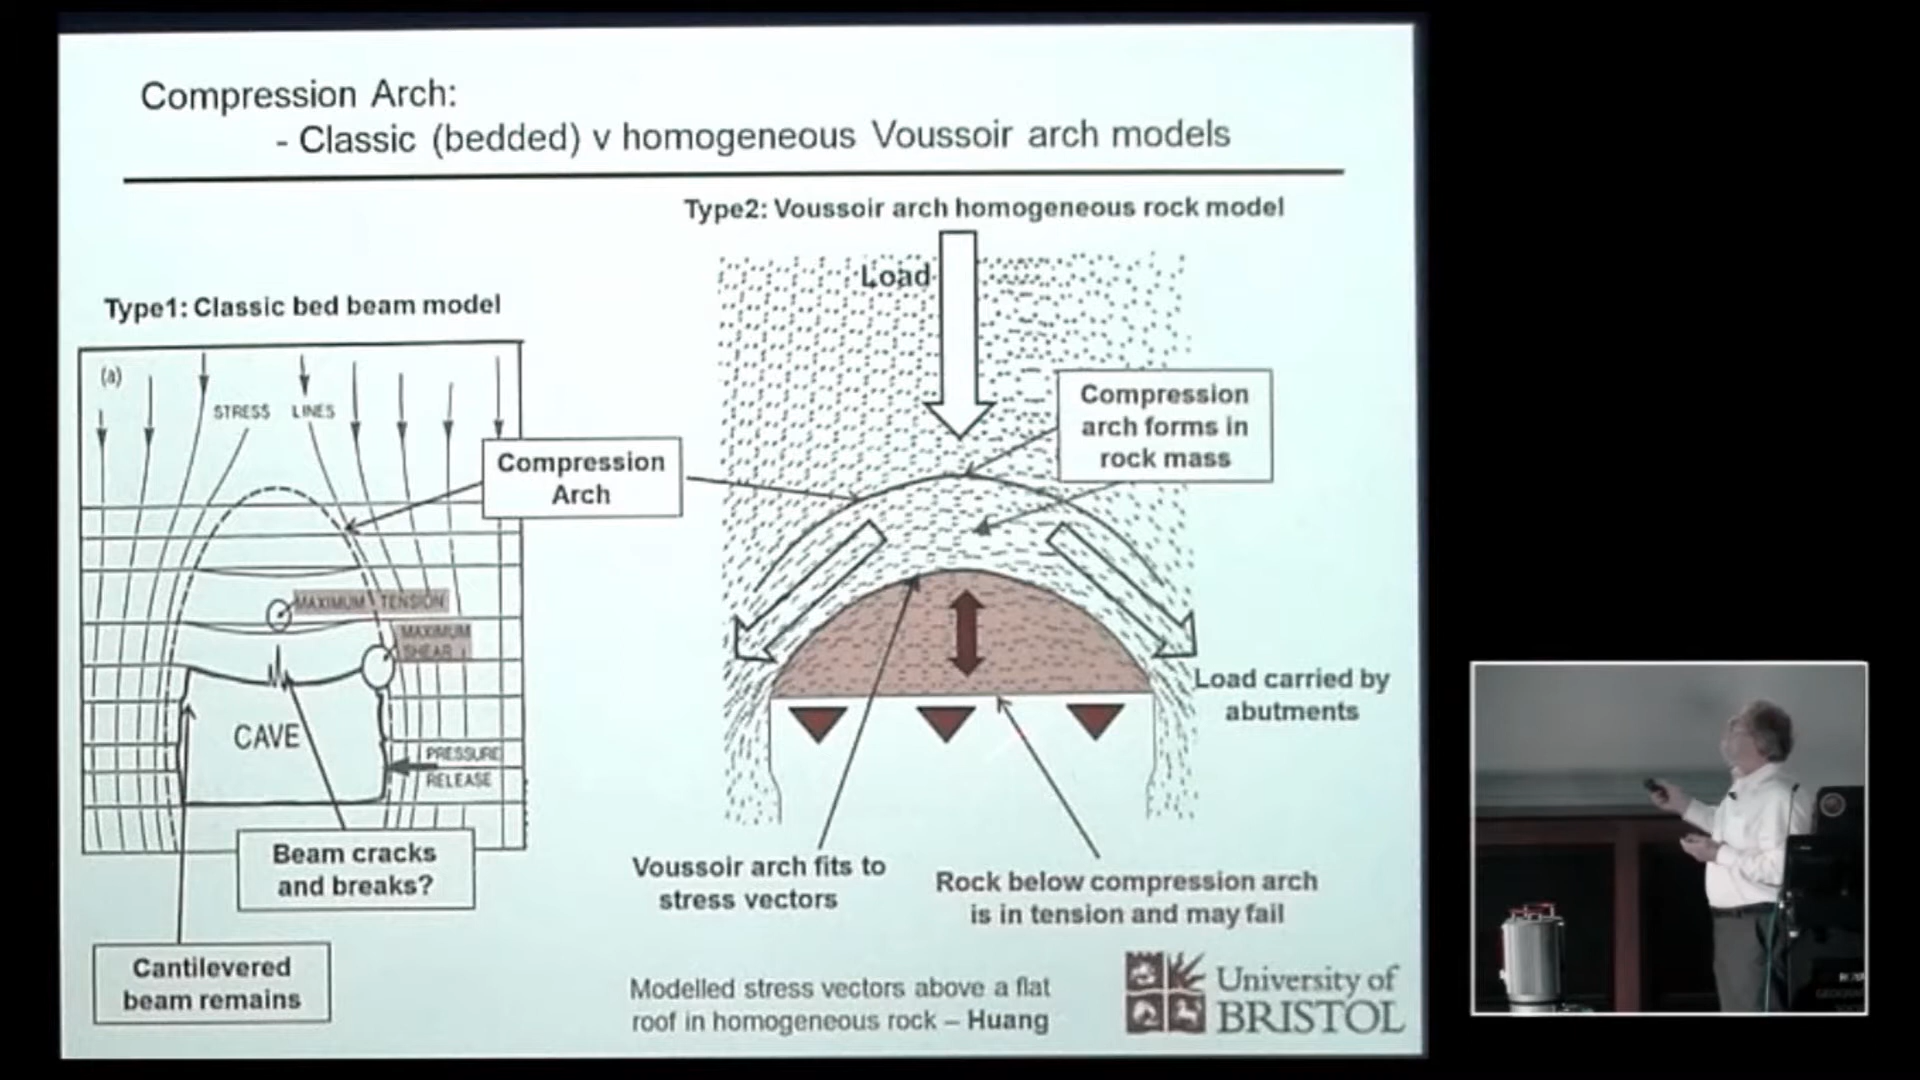 Compression Arch:
- Classic (bedded) v homogeneous Voussoir arch models
Type2: Voussoir arch homogeneous rock model
Load
Type1: Classic bed beam model
(a)
STRESS LINES
Compression
Arch
Compression
arch forms in
rock mass
MAXIMUM TENSION
MAXIMUM
SHEAR
CAVE
PRESSURE
RELEASE
Load carried by
abutments
Beam cracks
and breaks?
Voussoir arch fits to
stress vectors
Rock below compression arch
is in tension and may fail
Cantilevered
beam remains
Modelled stress vectors above a flat
roof in homogeneous rock – Huang
University of
BRISTOL